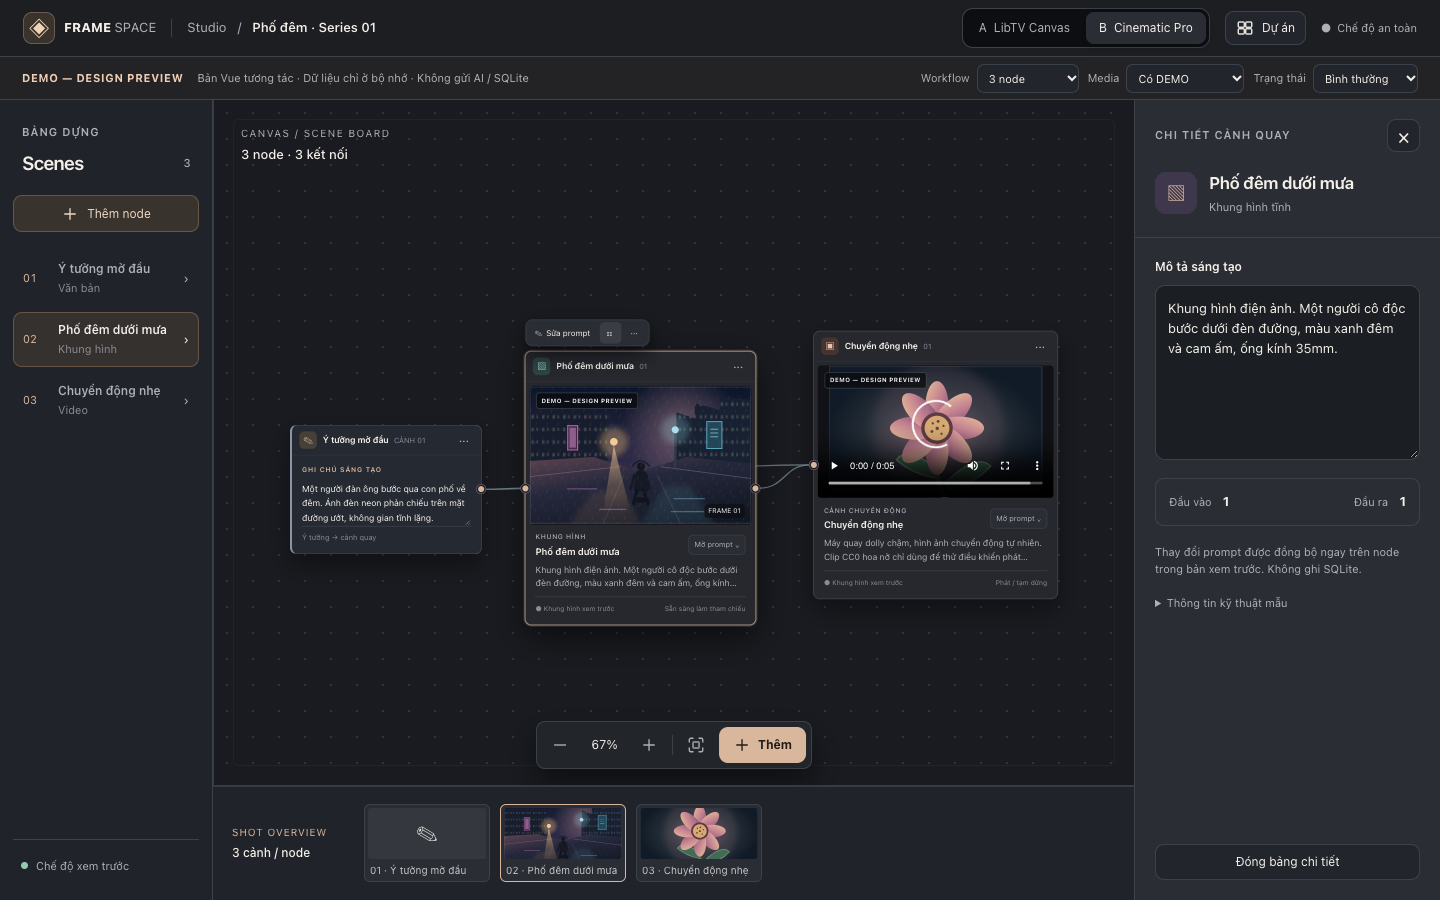 FRAME SPACE
Studio / Phố đêm · Series 01
A LibTV Canvas
B Cinematic Pro
Dự án
Chế độ an toàn
DEMO — DESIGN PREVIEW
Bản Vue tương tác · Dữ liệu chỉ ở bộ nhớ · Không gửi AI / SQLite
Workflow
3 node
Media
Có DEMO
Trạng thái
Bình thường
BẢNG DỰNG
Scenes
3
Thêm node
01
Ý tưởng mở đầu
Văn bản
02
Phố đêm dưới mưa
Khung hình
03
Chuyển động nhẹ
Video
Chế độ xem trước
CANVAS / SCENE BOARD
3 node · 3 kết nối
Ý tưởng mở đầu CẢNH 01
GHI CHÚ SÁNG TẠO
Một người đàn ông bước qua con phố về
đêm. Ánh đèn neon phản chiếu trên mặt
đường ướt, không gian tĩnh lặng.
Ý tưởng → cảnh quay
Sửa prompt
Phố đêm dưới mưa 01
DEMO — DESIGN PREVIEW
FRAME 01
KHUNG HÌNH
Phố đêm dưới mưa
Mở prompt
Khung hình điện ảnh. Một người cô độc bước dưới
đèn đường, màu xanh đêm và cam ấm, ống kính...
Khung hình xem trước
Sẵn sàng làm tham chiếu
Chuyển động nhẹ 01
DEMO — DESIGN PREVIEW
0:00 / 0:05
CẢNH CHUYỂN ĐỘNG
Chuyển động nhẹ
Mở prompt
Máy quay dolly chậm, hình ảnh chuyển động tự nhiên.
Clip CC0 hoa nở chỉ dùng để thử điều khiển phát...
Khung hình xem trước
Phát / tạm dừng
67%
Thêm
SHOT OVERVIEW
3 cảnh / node
01 · Ý tưởng mở đầu
02 · Phố đêm dưới mưa
03 · Chuyển động nhẹ
CHI TIẾT CẢNH QUAY
Phố đêm dưới mưa
Khung hình tĩnh
Mô tả sáng tạo
Khung hình điện ảnh. Một người cô độc
bước dưới đèn đường, màu xanh đêm
và cam ấm, ống kính 35mm.
Đầu vào 1
Đầu ra 1
Thay đổi prompt được đồng bộ ngay trên node
trong bản xem trước. Không ghi SQLite.
Thông tin kỹ thuật mẫu
Đóng bảng chi tiết